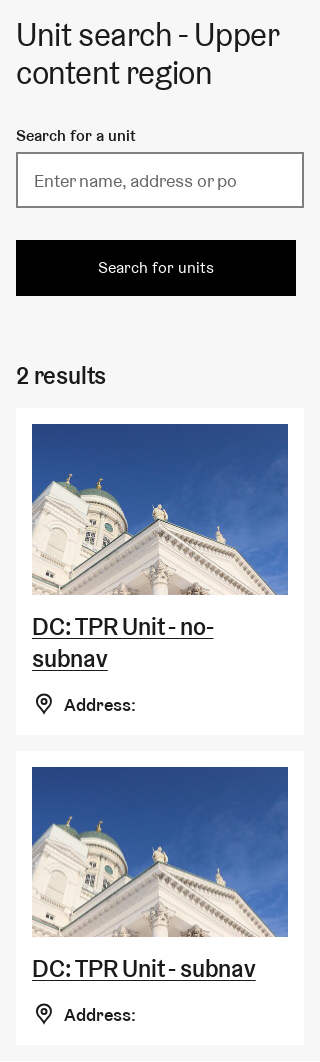 Unit search - Upper
content region
Search for a unit
Enter name, address or po
Search for units
2 results
DC: TPR Unit - no-
subnav
Address:
DC: TPR Unit - subnav
Address: